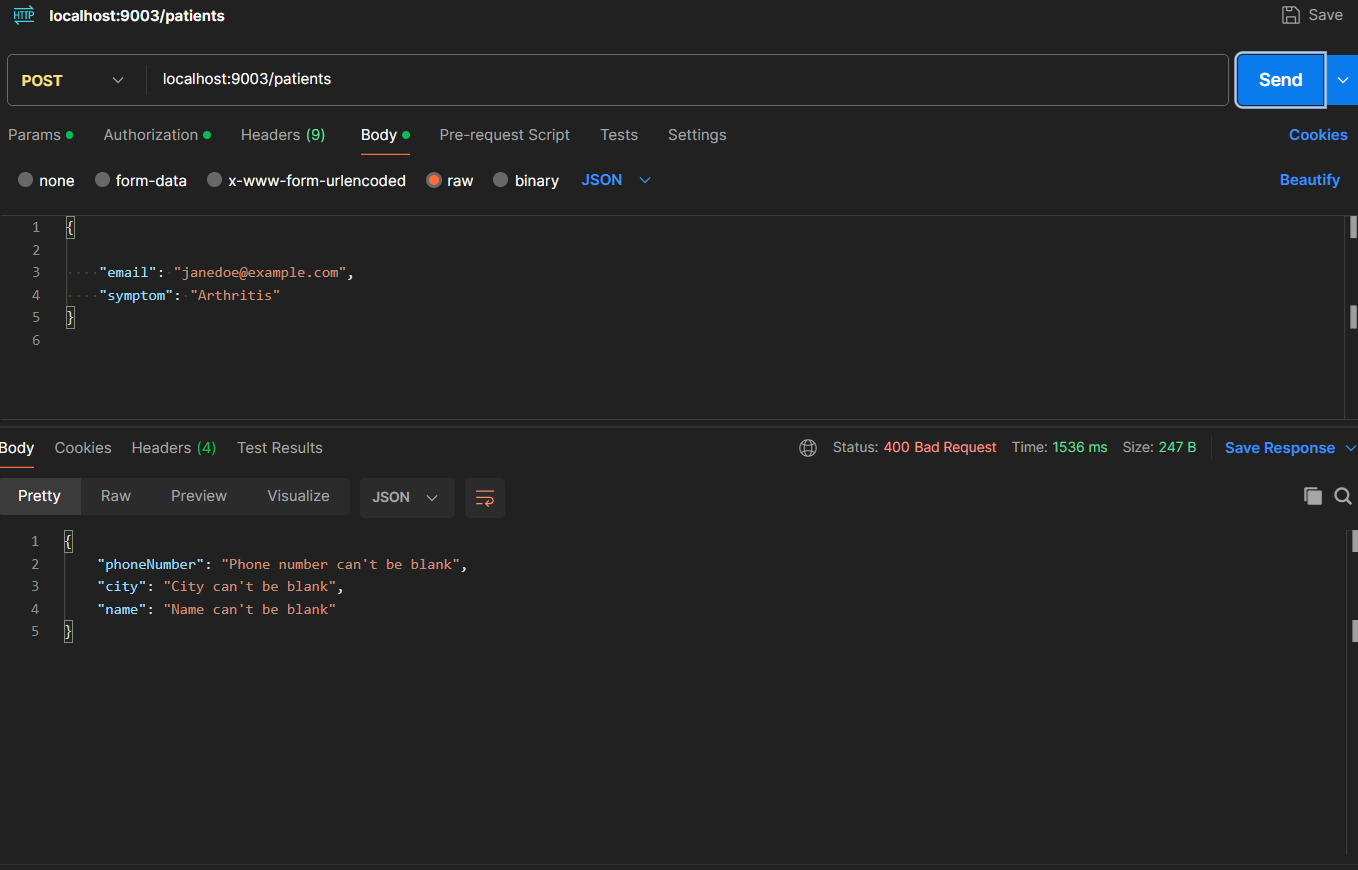 HTTP localhost:9003/patients Save
POST localhost:9003/patients Send
Params Authorization Headers (9) Body Pre-request Script Tests Settings Cookies
none form-data x-www-form-urlencoded raw binary JSON Beautify
1 {
2
3 "email": "janedoe@example.com",
4 "symptom": "Arthritis"
5 }
6
Body Cookies Headers (4) Test Results Status: 400 Bad Request Time: 1536 ms Size: 247 B Save Response
Pretty Raw Preview Visualize JSON
1 {
2 "phoneNumber": "Phone number can't be blank",
3 "city": "City can't be blank",
4 "name": "Name can't be blank"
5 }